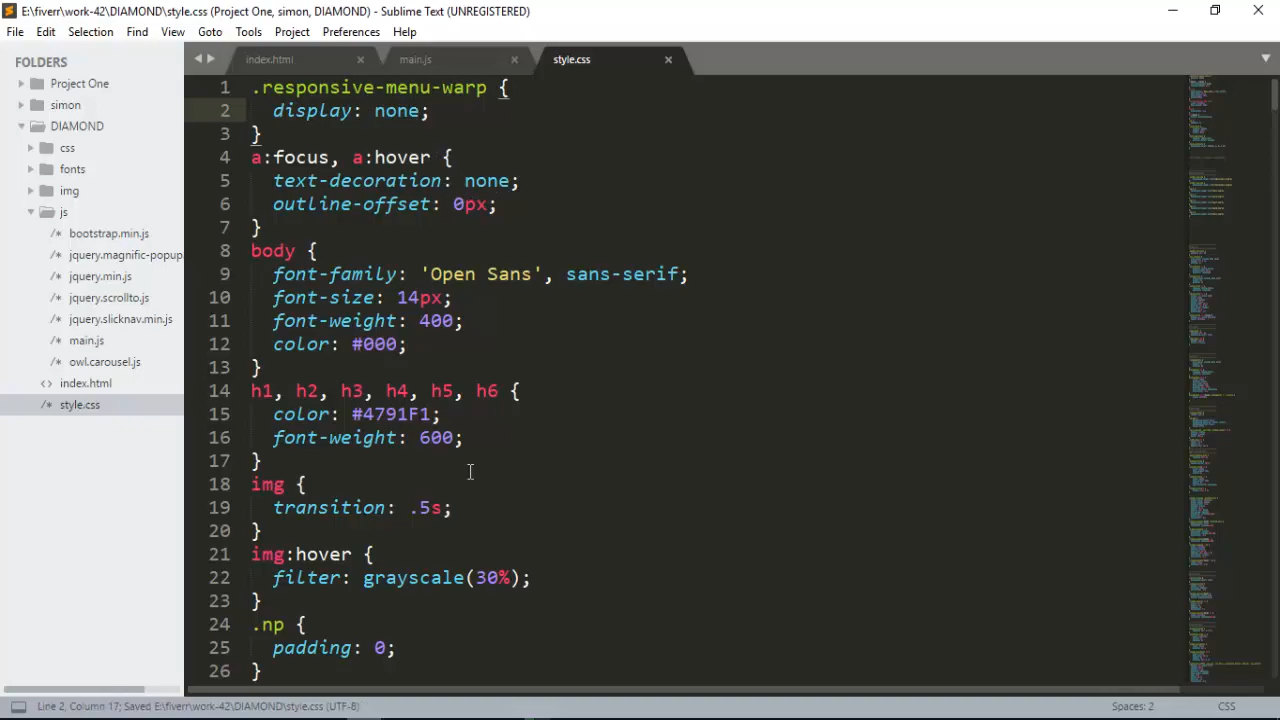 E:\fiverr\work-42\DIAMOND\style.css (Project One, simon, DIAMOND) - Sublime Text (UNREGISTERED)
File Edit Selection Find View Goto Tools Project Preferences Help
FOLDERS
Project One
simon
DIAMOND
css
fonts
img
js
/* bootstrap.min.js
/* jquery.magnific-popup
/* jquery.min.js
/* jquery.scrollto.js
/* jquery.slicknav.min.js
/* main.js
/* owl.carousel.js
<> index.html
/* style.css
index.html main.js style.css
1 .responsive-menu-warp {
2 display: none;
3 }
4 a:focus, a:hover {
5 text-decoration: none;
6 outline-offset: 0px;
7 }
8 body {
9 font-family: 'Open Sans', sans-serif;
10 font-size: 14px;
11 font-weight: 400;
12 color: #000;
13 }
14 h1, h2, h3, h4, h5, h6 {
15 color: #4791F1;
16 font-weight: 600;
17 }
18 img {
19 transition: .5s;
20 }
21 img:hover {
22 filter: grayscale(30%);
23 }
24 .np {
25 padding: 0;
26 }
Line 2, Column 17; Saved E:\fiverr\work-42\DIAMOND\style.css (UTF-8) Spaces: 2 CSS